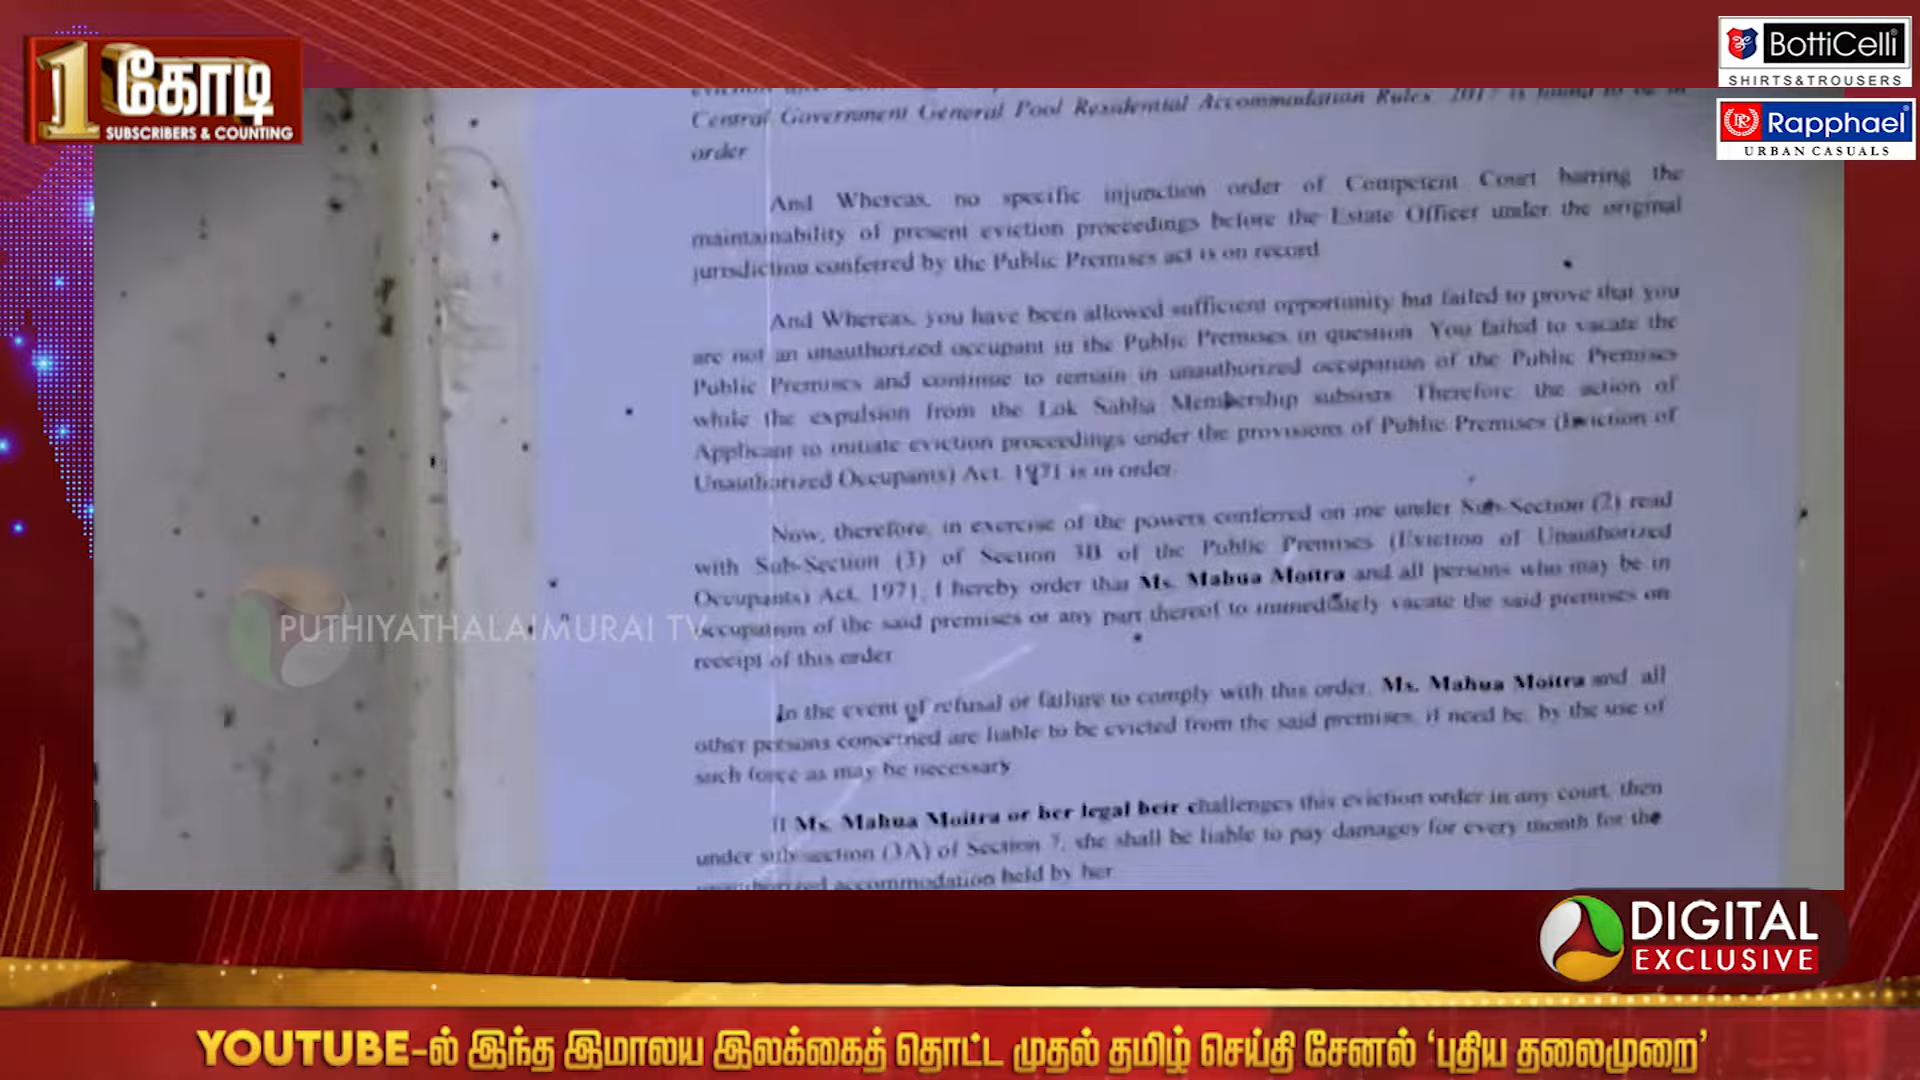 1 கோடி
SUBSCRIBERS & COUNTING
BottiCelli
SHIRTS&TROUSERS
Rapphael
URBAN CASUALS
Central Government General Pool Residential Accommodation Rules, 2017 is found to be in
order
And Whereas, no specific injunction order of Competent Court barring the
maintainability of present eviction proceedings before the Estate Officer under the original
jurisdiction conferred by the Public Premises act is on record
And Whereas, you have been allowed sufficient opportunity but failed to prove that you
are not an unauthorized occupant in the Public Premises in question. You failed to vacate the
Public Premises and continue to remain in unauthorized occupation of the Public Premises
while the expulsion from the Lok Sabha Membership subsists. Therefore, the action of
Applicant to initiate eviction proceedings under the provisions of Public Premises (Eviction of
Unauthorized Occupants) Act, 1971 is in order.
Now, therefore, in exercise of the powers conferred on me under Sub-Section (2) read
with Sub-Section (3) of Section 3B of the Public Premises (Eviction of Unauthorized
Occupants) Act, 1971, I hereby order that Ms. Mahua Moitra and all persons who may be in
occupation of the said premises or any part thereof to immediately vacate the said premises on
receipt of this order
PUTHIYATHALAIMURAI TV
In the event of refusal or failure to comply with this order, Ms. Mahua Moitra and all
other persons concerned are liable to be evicted from the said premises, if need be, by the use of
such force as may be necessary
If Ms. Mahua Moitra or her legal heir challenges this eviction order in any court, then
under sub-section (3A) of Section 7, she shall be liable to pay damages for every month for the
unauthorized accommodation held by her
DIGITAL
EXCLUSIVE
YOUTUBE-ல் இந்த இமாலய இலக்கைத் தொட்ட முதல் தமிழ் செய்தி சேனல் ‘புதிய தலைமுறை’